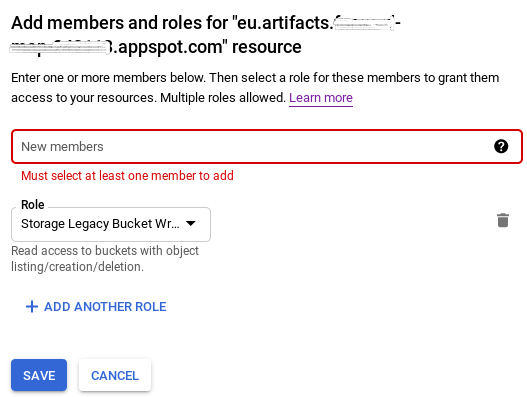 Add members and roles for "eu.artifacts.
.appspot.com" resource
Enter one or more members below. Then select a role for these members to grant them
access to your resources. Multiple roles allowed. Learn more
New members
Must select at least one member to add
Role
Storage Legacy Bucket Wr...
Read access to buckets with object
listing/creation/deletion.
ADD ANOTHER ROLE
SAVE CANCEL